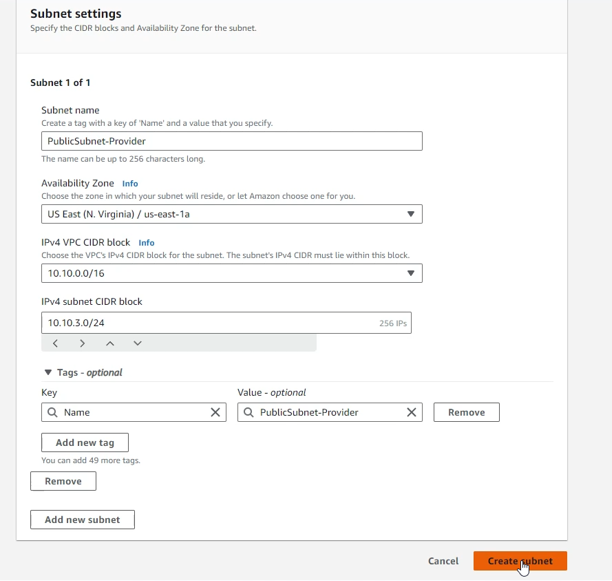 Subnet settings
Specify the CIDR blocks and Availability Zone for the subnet.
Subnet 1 of 1
Subnet name
Create a tag with a key of 'Name' and a value that you specify.
PublicSubnet-Provider
The name can be up to 256 characters long.
Availability Zone Info
Choose the zone in which your subnet will reside, or let Amazon choose one for you.
US East (N. Virginia) / us-east-1a
IPv4 VPC CIDR block Info
Choose the VPC's IPv4 CIDR block for the subnet. The subnet's IPv4 CIDR must lie within this block.
10.10.0.0/16
IPv4 subnet CIDR block
10.10.3.0/24 256 IPs
Tags - optional
Key Value - optional
Name PublicSubnet-Provider Remove
Add new tag
You can add 49 more tags.
Remove
Add new subnet
Cancel Create subnet